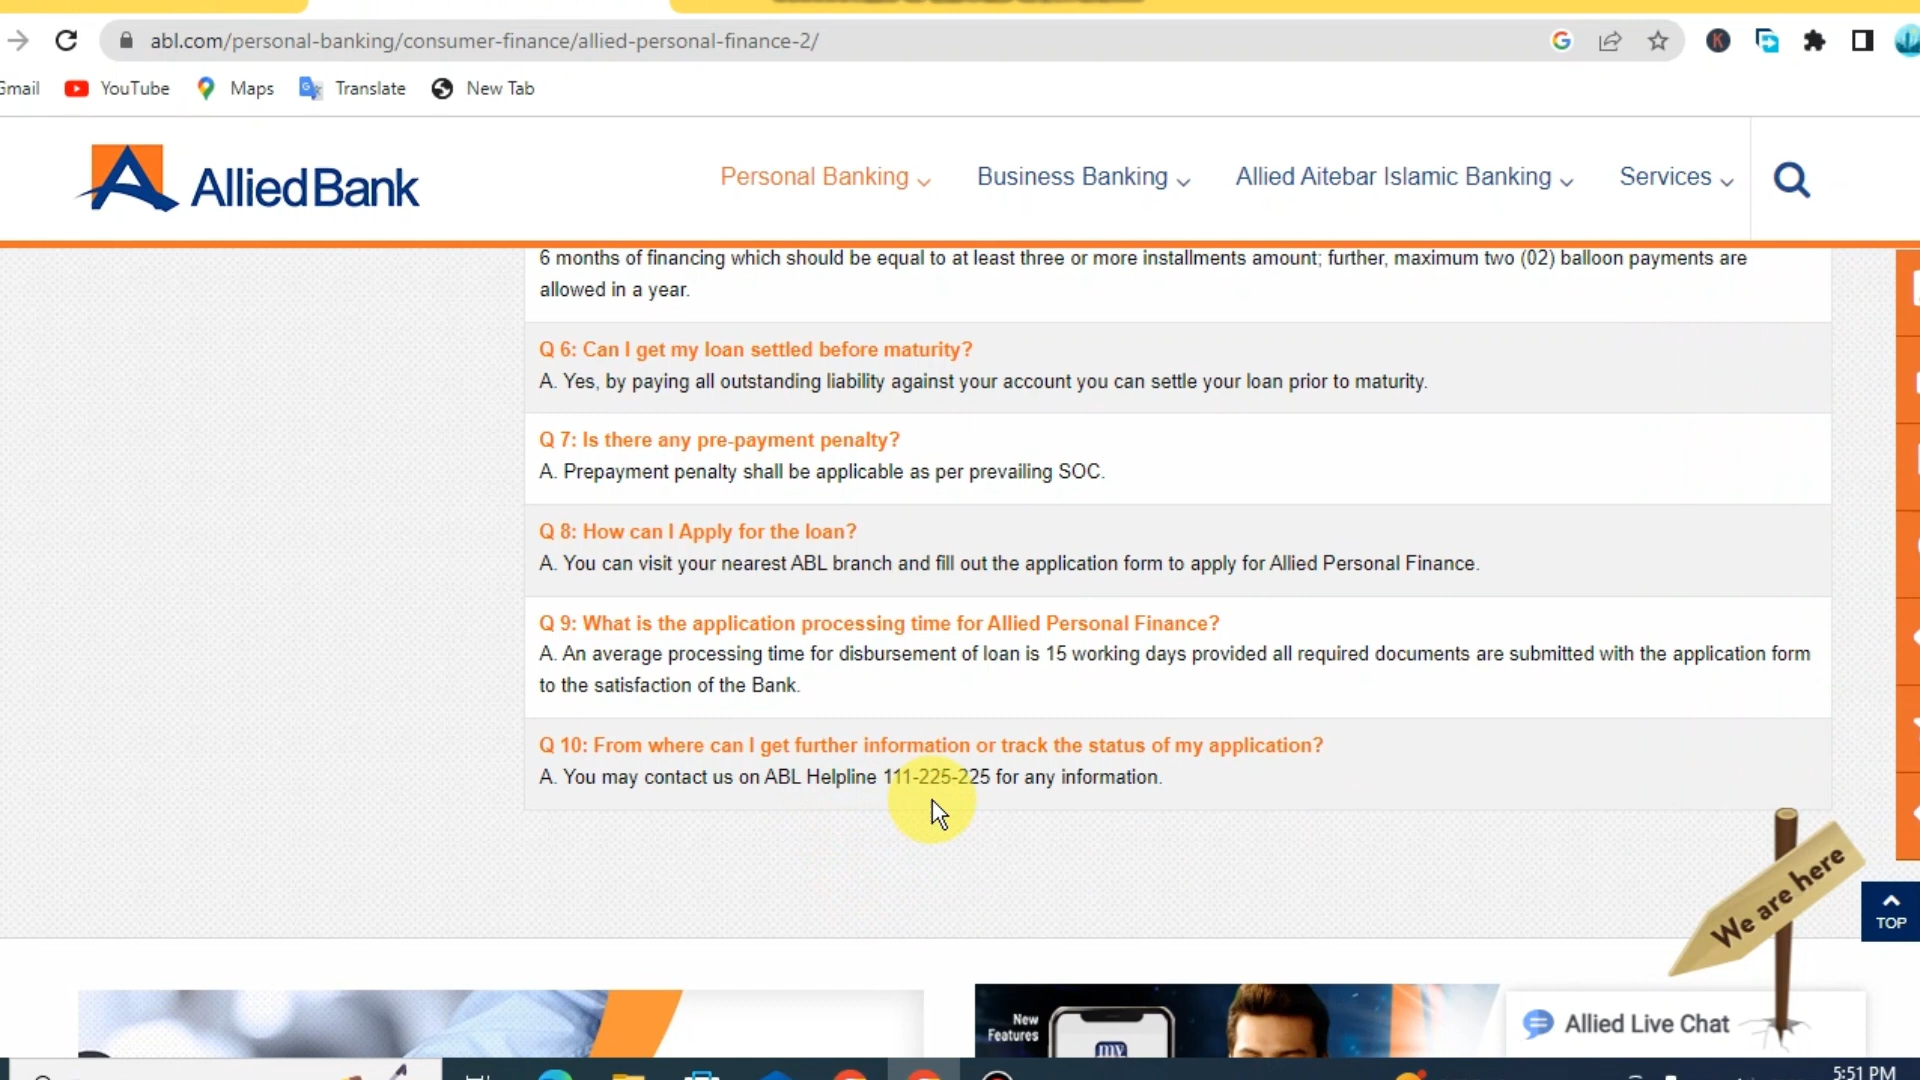 abl.com/personal-banking/consumer-finance/allied-personal-finance-2/
Gmail YouTube Maps Translate New Tab
Allied Bank
Personal Banking Business Banking Allied Aitebar Islamic Banking Services
6 months of financing which should be equal to at least three or more installments amount; further, maximum two (02) balloon payments are
allowed in a year.
Q 6: Can I get my loan settled before maturity?
A. Yes, by paying all outstanding liability against your account you can settle your loan prior to maturity.
Q 7: Is there any pre-payment penalty?
A. Prepayment penalty shall be applicable as per prevailing SOC.
Q 8: How can I Apply for the loan?
A. You can visit your nearest ABL branch and fill out the application form to apply for Allied Personal Finance.
Q 9: What is the application processing time for Allied Personal Finance?
A. An average processing time for disbursement of loan is 15 working days provided all required documents are submitted with the application form
to the satisfaction of the Bank.
Q 10: From where can I get further information or track the status of my application?
A. You may contact us on ABL Helpline 111-225-225 for any information.
We are here
TOP
New
Features
my
Allied Live Chat
5:51 PM